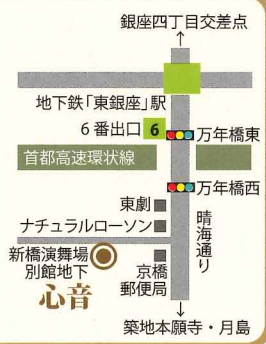 銀座四丁目交差点
↑
地下鉄「東銀座」駅
6番出口 6
万年橋東
首都高速環状線
万年橋西
東劇
ナチュラルローソン
晴海通り
新橋演舞場
別館地下
心音
京橋
郵便局
↓
築地本願寺・月島